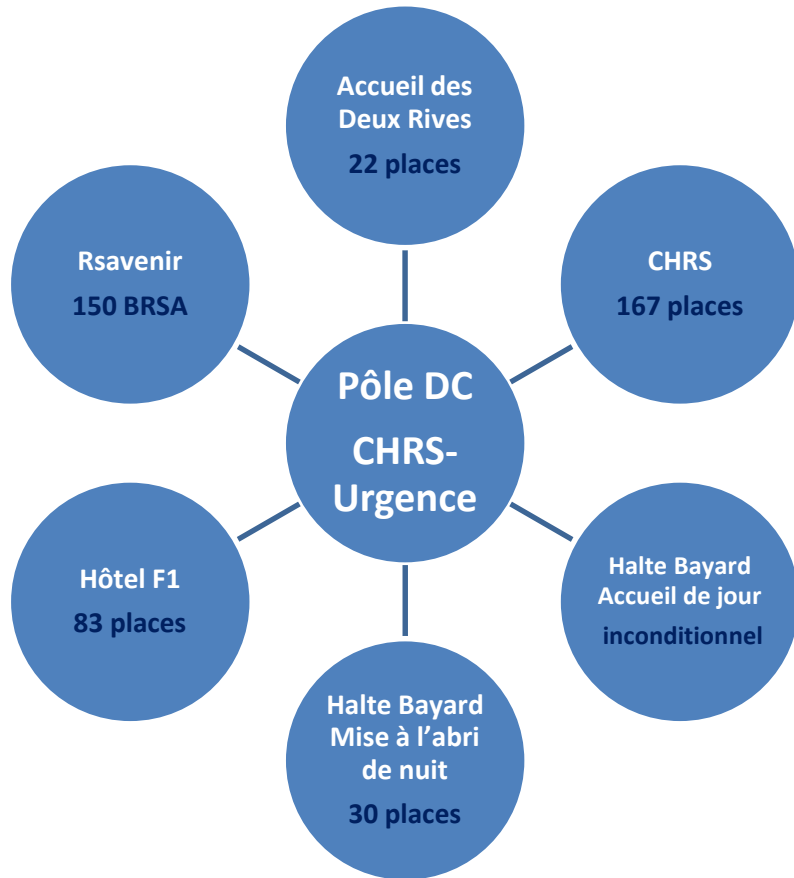 Accueil des
Deux Rives
22 places
Rsavenir
150 BRSA
CHRS
167 places
Pôle DC
CHRS-
Urgence
Hôtel F1
83 places
Halte Bayard
Accueil de jour
inconditionnel
Halte Bayard
Mise à l’abri
de nuit
30 places